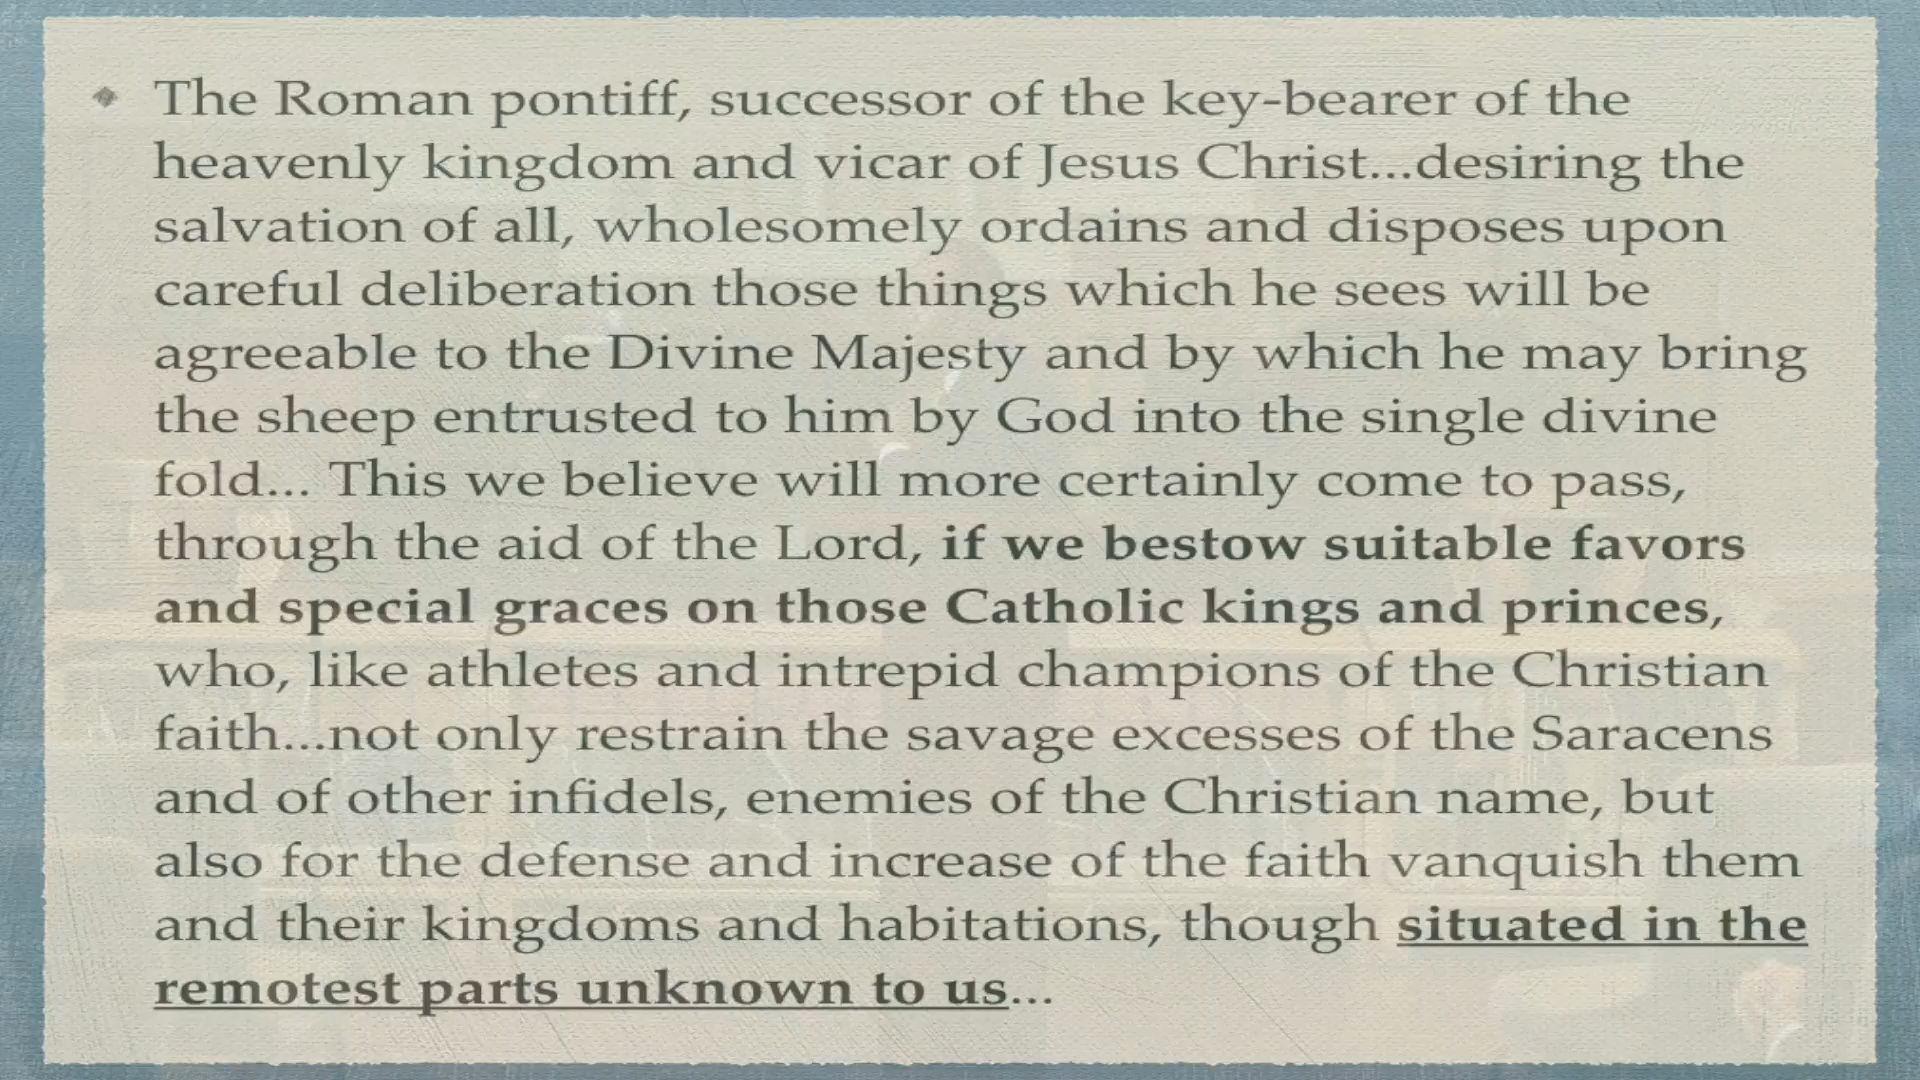 The Roman pontiff, successor of the key-bearer of the
heavenly kingdom and vicar of Jesus Christ...desiring the
salvation of all, wholesomely ordains and disposes upon
careful deliberation those things which he sees will be
agreeable to the Divine Majesty and by which he may bring
the sheep entrusted to him by God into the single divine
fold... This we believe will more certainly come to pass,
through the aid of the Lord, if we bestow suitable favors
and special graces on those Catholic kings and princes,
who, like athletes and intrepid champions of the Christian
faith...not only restrain the savage excesses of the Saracens
and of other infidels, enemies of the Christian name, but
also for the defense and increase of the faith vanquish them
and their kingdoms and habitations, though situated in the
remotest parts unknown to us...